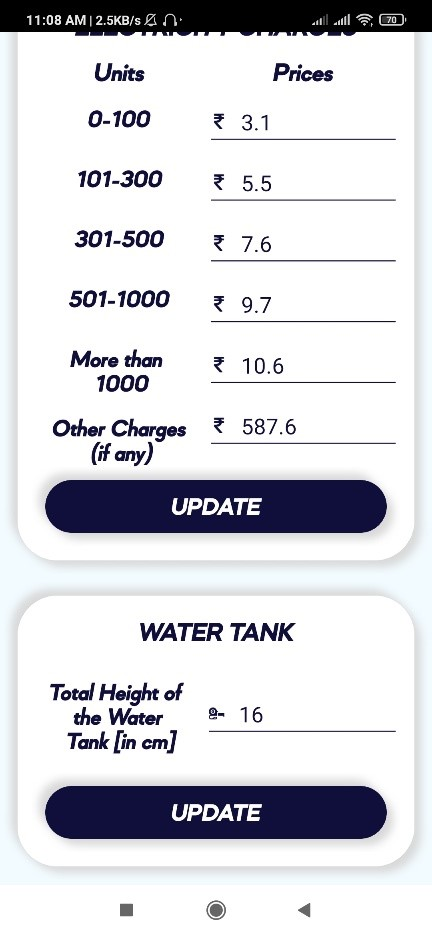 11:08 AM | 2.5KB/s
70
ELECTRICITY CHARGES
Units
Prices
0-100
₹ 3.1
101-300
₹ 5.5
301-500
₹ 7.6
501-1000
₹ 9.7
More than
1000
₹ 10.6
Other Charges
(if any)
₹ 587.6
UPDATE
WATER TANK
Total Height of
the Water
Tank [in cm]
16
UPDATE